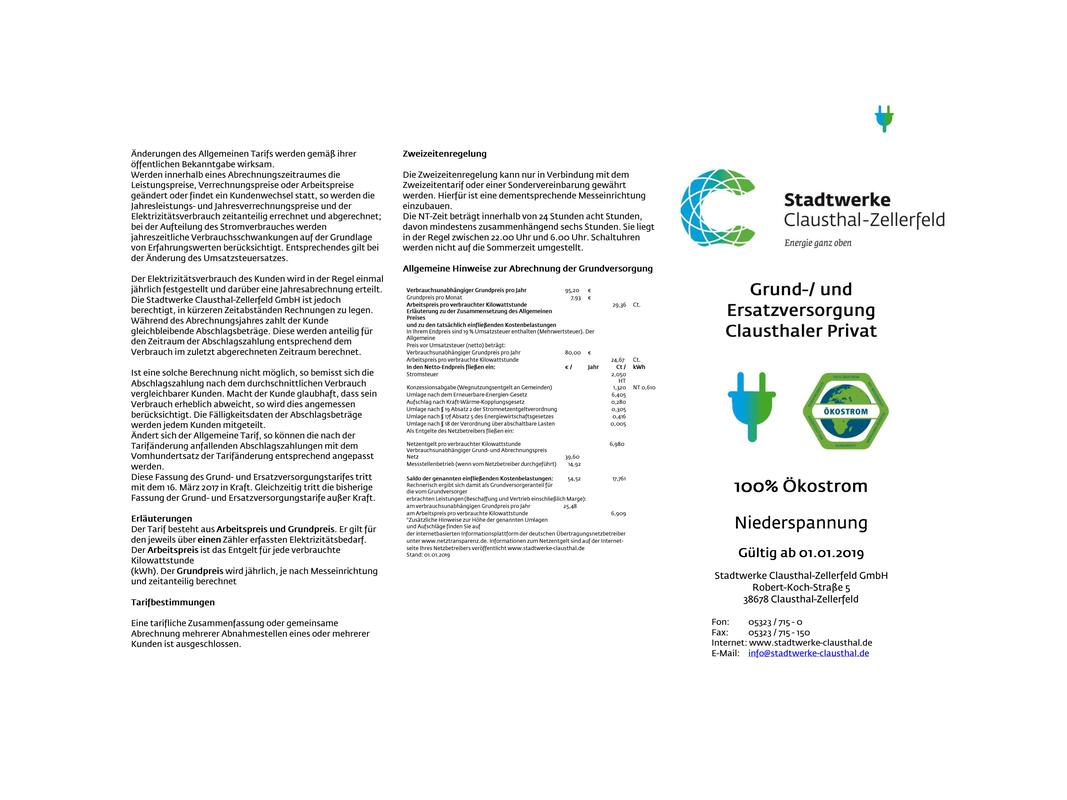 Änderungen des Allgemeinen Tarifs werden gemäß ihrer
öffentlichen Bekanntgabe wirksam.
Werden innerhalb eines Abrechnungszeitraumes die
Leistungspreise, Verrechnungspreise oder Arbeitspreise
geändert oder findet ein Kundenwechsel statt, so werden die
Jahresleistungs- und Jahresverrechnungspreise und der
Elektrizitätsverbrauch zeitanteilig errechnet und abgerechnet;
bei der Aufteilung des Stromverbrauches werden
jahreszeitliche Verbrauchsschwankungen auf der Grundlage
von Erfahrungswerten berücksichtigt. Entsprechendes gilt bei
der Änderung des Umsatzsteuersatzes.
Der Elektrizitätsverbrauch des Kunden wird in der Regel einmal
jährlich festgestellt und darüber eine Jahresabrechnung erteilt.
Die Stadtwerke Clausthal-Zellerfeld GmbH ist jedoch
berechtigt, in kürzeren Zeitabständen Rechnungen zu legen.
Während des Abrechnungsjahres zahlt der Kunde
gleichbleibende Abschlagsbeträge. Diese werden anteilig für
den Zeitraum der Abschlagszahlung entsprechend dem
Verbrauch im zuletzt abgerechneten Zeitraum berechnet.
Ist eine solche Berechnung nicht möglich, so bemisst sich die
Abschlagszahlung nach dem durchschnittlichen Verbrauch
vergleichbarer Kunden. Macht der Kunde glaubhaft, dass sein
Verbrauch erheblich abweicht, so wird dies angemessen
berücksichtigt. Die Fälligkeitsdaten der Abschlagsbeträge
werden jedem Kunden mitgeteilt.
Ändert sich der Allgemeine Tarif, so können die nach der
Tarifänderung anfallenden Abschlagszahlungen mit dem
Vomhundertsatz der Tarifänderung entsprechend angepasst
werden.
Diese Fassung des Grund- und Ersatzversorgungstarifes tritt
mit dem 16. März 2017 in Kraft. Gleichzeitig tritt die bisherige
Fassung der Grund- und Ersatzversorgungstarife außer Kraft.
Erläuterungen
Der Tarif besteht aus Arbeitspreis und Grundpreis. Er gilt für
den jeweils über einen Zähler erfassten Elektrizitätsbedarf.
Der Arbeitspreis ist das Entgelt für jede verbrauchte
Kilowattstunde
(kWh). Der Grundpreis wird jährlich, je nach Messeinrichtung
und zeitanteilig berechnet
Tarifbestimmungen
Eine tarifliche Zusammenfassung oder gemeinsame
Abrechnung mehrerer Abnahmestellen eines oder mehrerer
Kunden ist ausgeschlossen.
Zweizeitenregelung
Die Zweizeitenregelung kann nur in Verbindung mit dem
Zweizeitentarif oder einer Sondervereinbarung gewährt
werden. Hierfür ist eine dementsprechende Messeinrichtung
einzubauen.
Die NT-Zeit beträgt innerhalb von 24 Stunden acht Stunden,
davon mindestens zusammenhängend sechs Stunden. Sie liegt
in der Regel zwischen 22.00 Uhr und 6.00 Uhr. Schaltuhren
werden nicht auf die Sommerzeit umgestellt.
Allgemeine Hinweise zur Abrechnung der Grundversorgung
Verbrauchsunabhängiger Grundpreis pro Jahr 95,20 €
Grundpreis pro Monat 7,93 €
Arbeitspreis pro verbrauchter Kilowattstunde 29,36 Ct.
Erläuterung zu der Zusammensetzung des Allgemeinen
Preises
und zu den tatsächlich einfließenden Kostenbelastungen
In Ihrem Endpreis sind 19 % Umsatzsteuer enthalten (Mehrwertsteuer). Der
Allgemeine
Preis vor Umsatzsteuer (netto) beträgt:
Verbrauchsunabhängiger Grundpreis pro Jahr 80,00 €
Arbeitspreis pro verbrauchte Kilowattstunde 24,67 Ct.
In den Netto-Endpreis fließen ein: € / Jahr Ct / kWh
Stromsteuer 2,050
HT
Konzessionsabgabe (Wegnutzungsentgelt an Gemeinden) 1,320 NT 0,610
Umlage nach dem Erneuerbare-Energien-Gesetz 6,405
Aufschlag nach Kraft-Wärme-Kopplungsgesetz 0,280
Umlage nach § 19 Absatz 2 der Stromnetzentgeltverordnung 0,305
Umlage nach § 17f Absatz 5 des Energiewirtschaftsgesetzes 0,416
Umlage nach § 18 der Verordnung über abschaltbare Lasten 0,005
Als Entgelte des Netzbetreibers fließen ein:
Netzentgelt pro verbrauchter Kilowattstunde 6,980
Verbrauchsunabhängiger Grund- und Abrechnungspreis
Netz 39,60
Messstellenbetrieb (wenn vom Netzbetreiber durchgeführt) 14,92
Saldo der genannten einfließenden Kostenbelastungen: 54,52 17,761
Rechnerisch ergibt sich damit als Grundversorgeranteil für
die vom Grundversorger
erbrachten Leistungen (Beschaffung und Vertrieb einschließlich Marge):
am verbrauchsunabhängigen Grundpreis pro Jahr 25,48
am Arbeitspreis pro verbrauchte Kilowattstunde 6,909
"Zusätzliche Hinweise zur Höhe der genannten Umlagen
und Aufschläge finden Sie auf
der internetbasierten Informationsplattform der deutschen Übertragungsnetzbetreiber
unter www.netztransparenz.de. Informationen zum Netzentgelt sind auf der Internet-
seite Ihres Netzbetreibers veröffentlicht www.stadtwerke-clausthal.de
Stand: 01.01.2019
Stadtwerke
Clausthal-Zellerfeld
Energie ganz oben
Grund-/ und
Ersatzversorgung
Clausthaler Privat
ÖKOSTROM
100% Ökostrom
Niederspannung
Gültig ab 01.01.2019
Stadtwerke Clausthal-Zellerfeld GmbH
Robert-Koch-Straße 5
38678 Clausthal-Zellerfeld
Fon: 05323 / 715 - 0
Fax: 05323 / 715 - 150
Internet: www.stadtwerke-clausthal.de
E-Mail: info@stadtwerke-clausthal.de